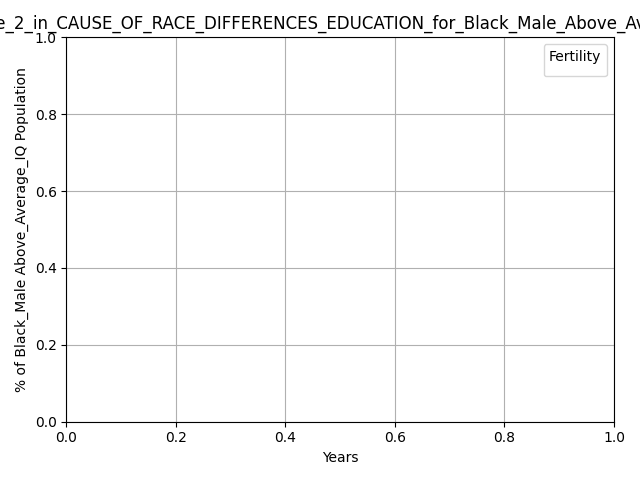 e_2_in_CAUSE_OF_RACE_DIFFERENCES_EDUCATION_for_Black_Male_Above_Av
1.0
Fertility
0.8
0.6
0.4
0.2
0.0
% of Black_Male Above_Average_IQ Population
0.0 0.2 0.4 0.6 0.8 1.0
Years